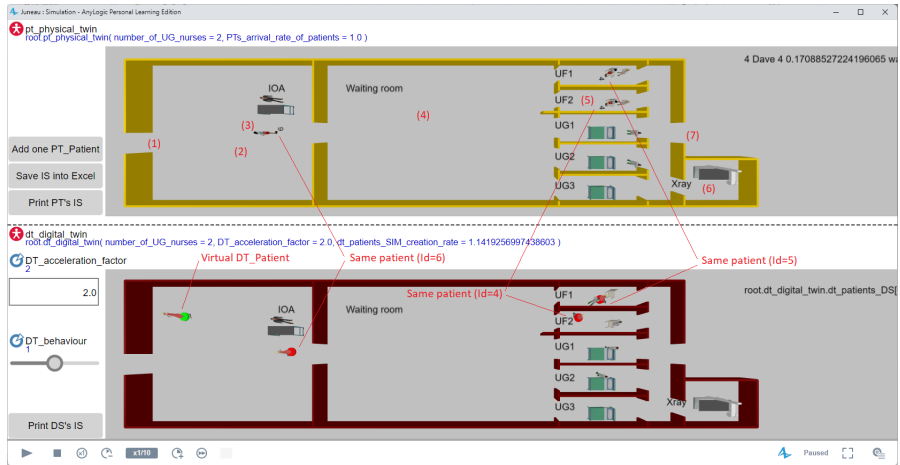 Juneau : Simulation - AnyLogic Personal Learning Edition
pt_physical_twin
root.pt_physical_twin( number_of_UG_nurses = 2, PTs_arrival_rate_of_patients = 1.0 )
4 Dave 4 0.17088527224196065 wa
UF1
IOA
Waiting room
UF2
(5)
(3)
(4)
UG1
(1)
(2)
(7)
Add one PT_Patient
UG2
Save IS into Excel
UG3
Xray
(6)
Print PT's IS
dt_digital_twin
root.dt_digital_twin( number_of_UG_nurses = 2, DT_acceleration_factor = 2.0, dt_patients_SIM_creation_rate = 1.1419256997438603 )
DT_acceleration_factor
2
Virtual DT_Patient
Same patient (Id=6)
Same patient (Id=5)
2.0
Same patient (Id=4)
UF1
root.dt_digital_twin.dt_patients_DS[
IOA
Waiting room
UF2
DT_behaviour
1
UG1
UG2
Xray
UG3
Print DS's IS
x1
x1/10
Paused